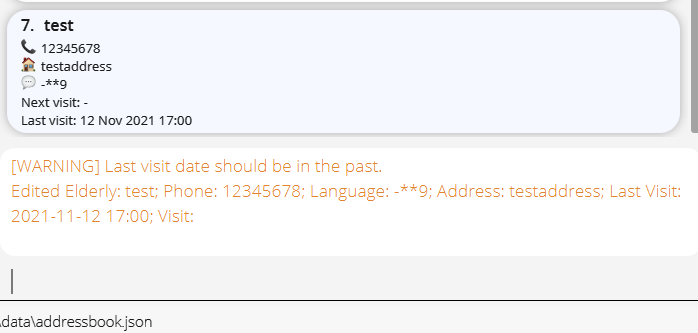 7. test
12345678
testaddress
-**9
Next visit: -
Last visit: 12 Nov 2021 17:00
[WARNING] Last visit date should be in the past.
Edited Elderly: test; Phone: 12345678; Language: -**9; Address: testaddress; Last Visit:
2021-11-12 17:00; Visit:
\data\addressbook.json